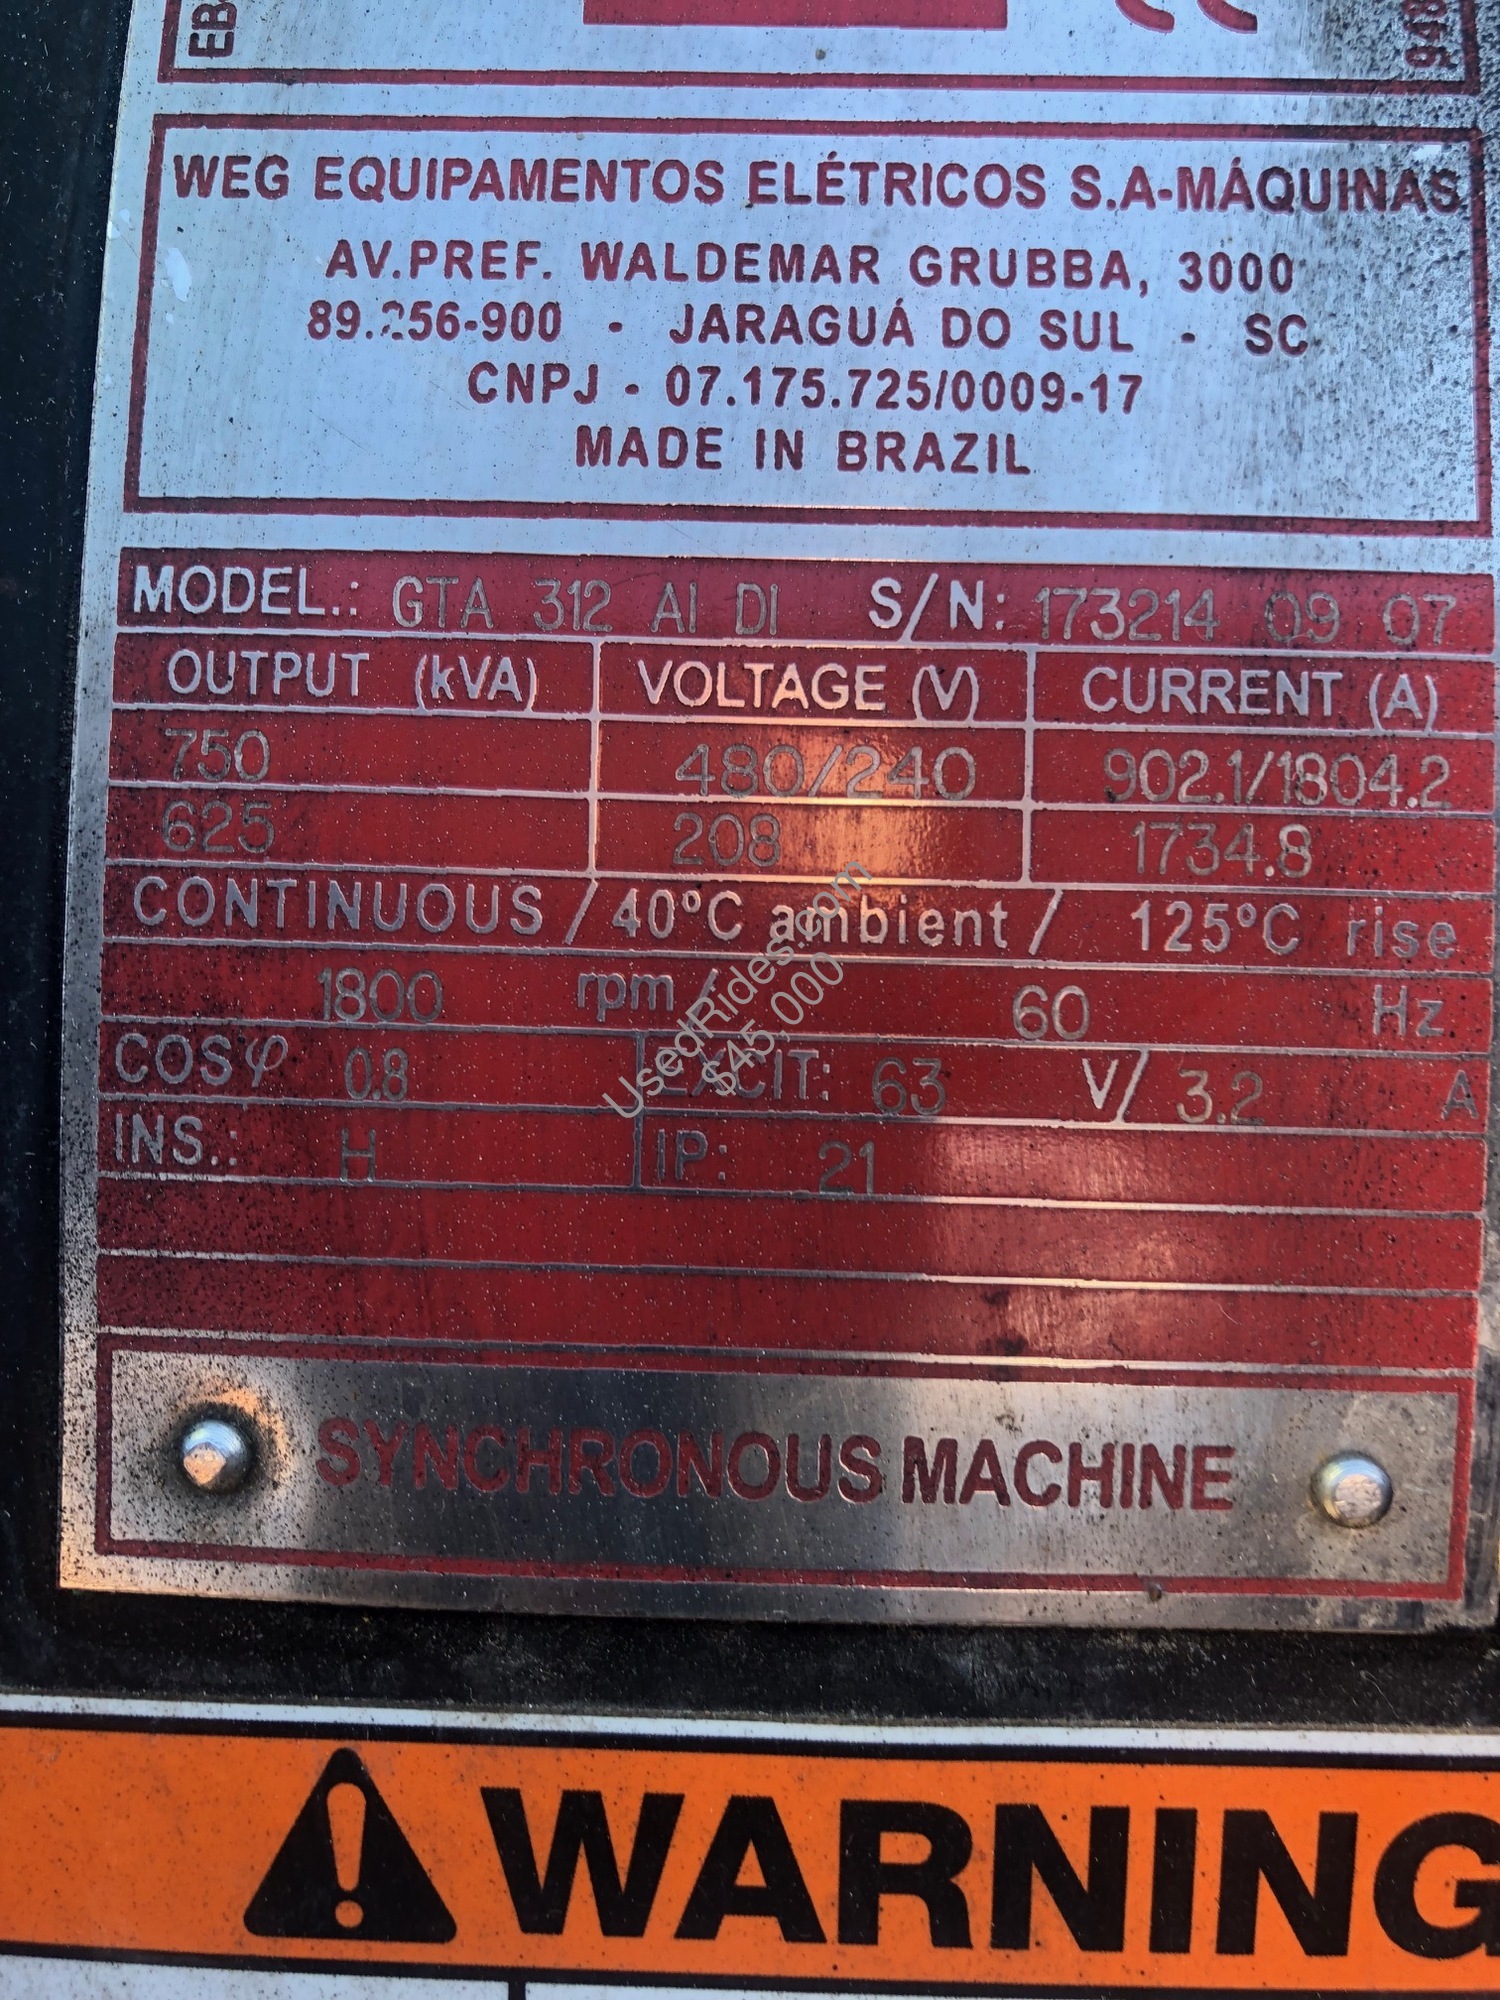 WEG EQUIPAMENTOS ELÉTRICOS S.A-MÁQUINAS
AV.PREF. WALDEMAR GRUBBA, 3000
89.256-900 - JARAGUÁ DO SUL - SC
CNPJ - 07.175.725/0009-17
MADE IN BRAZIL
MODEL.: GTA 312 AI DI S/N: 173214 09 07
OUTPUT (kVA) VOLTAGE (V) CURRENT (A)
750 480/240 902.1/1804.2
625 208 1734.8
CONTINUOUS / 40°C ambient / 125°C rise
1800 rpm / 60 Hz
COSφ 0.8 EXCIT: 63 V/ 3.2 A
INS.: H IP: 21
SYNCHRONOUS MACHINE
WARNING
UsedRides.com
$45,000